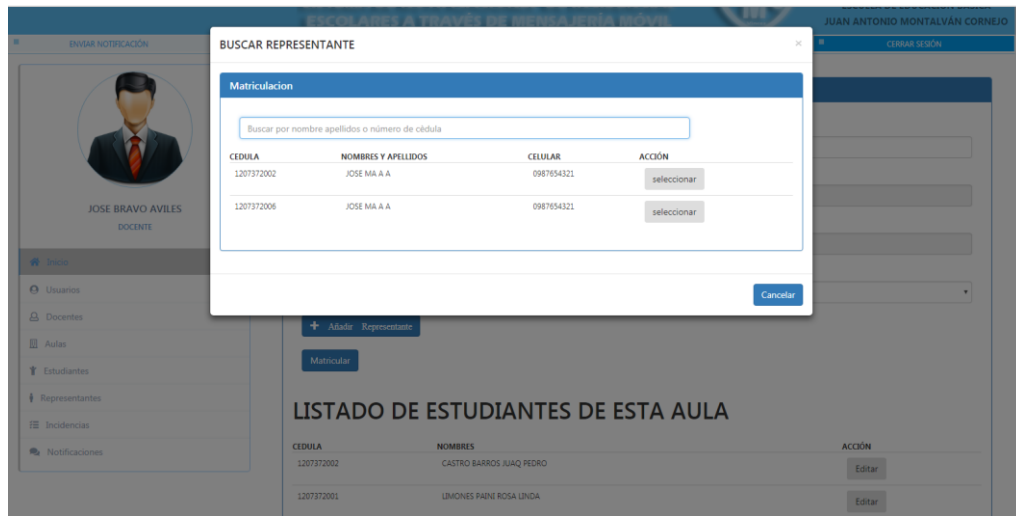 ESCOLARES A TRAVÉS DE MENSAJERÍA MÓVIL
JUAN ANTONIO MONTALVÁN CORNEJO
ENVIAR NOTIFICACIÓN
CERRAR SESIÓN
BUSCAR REPRESENTANTE
×
Matriculacion
Buscar por nombre apellidos o número de cédula
CEDULA NOMBRES Y APELLIDOS CELULAR ACCIÓN
1207372002 JOSE MA A A 0987654321 seleccionar
1207372006 JOSE MA A A 0987654321 seleccionar
Cancelar
JOSE BRAVO AVILES
DOCENTE
Inicio
Usuarios
Docentes
Aulas
Estudiantes
Representantes
Incidencias
Notificaciones
+ Añadir Representante
Matricular
LISTADO DE ESTUDIANTES DE ESTA AULA
CEDULA NOMBRES ACCIÓN
1207372002 CASTRO BARROS JUAQ PEDRO Editar
1207372001 LIMONES PAINI ROSA LINDA Editar